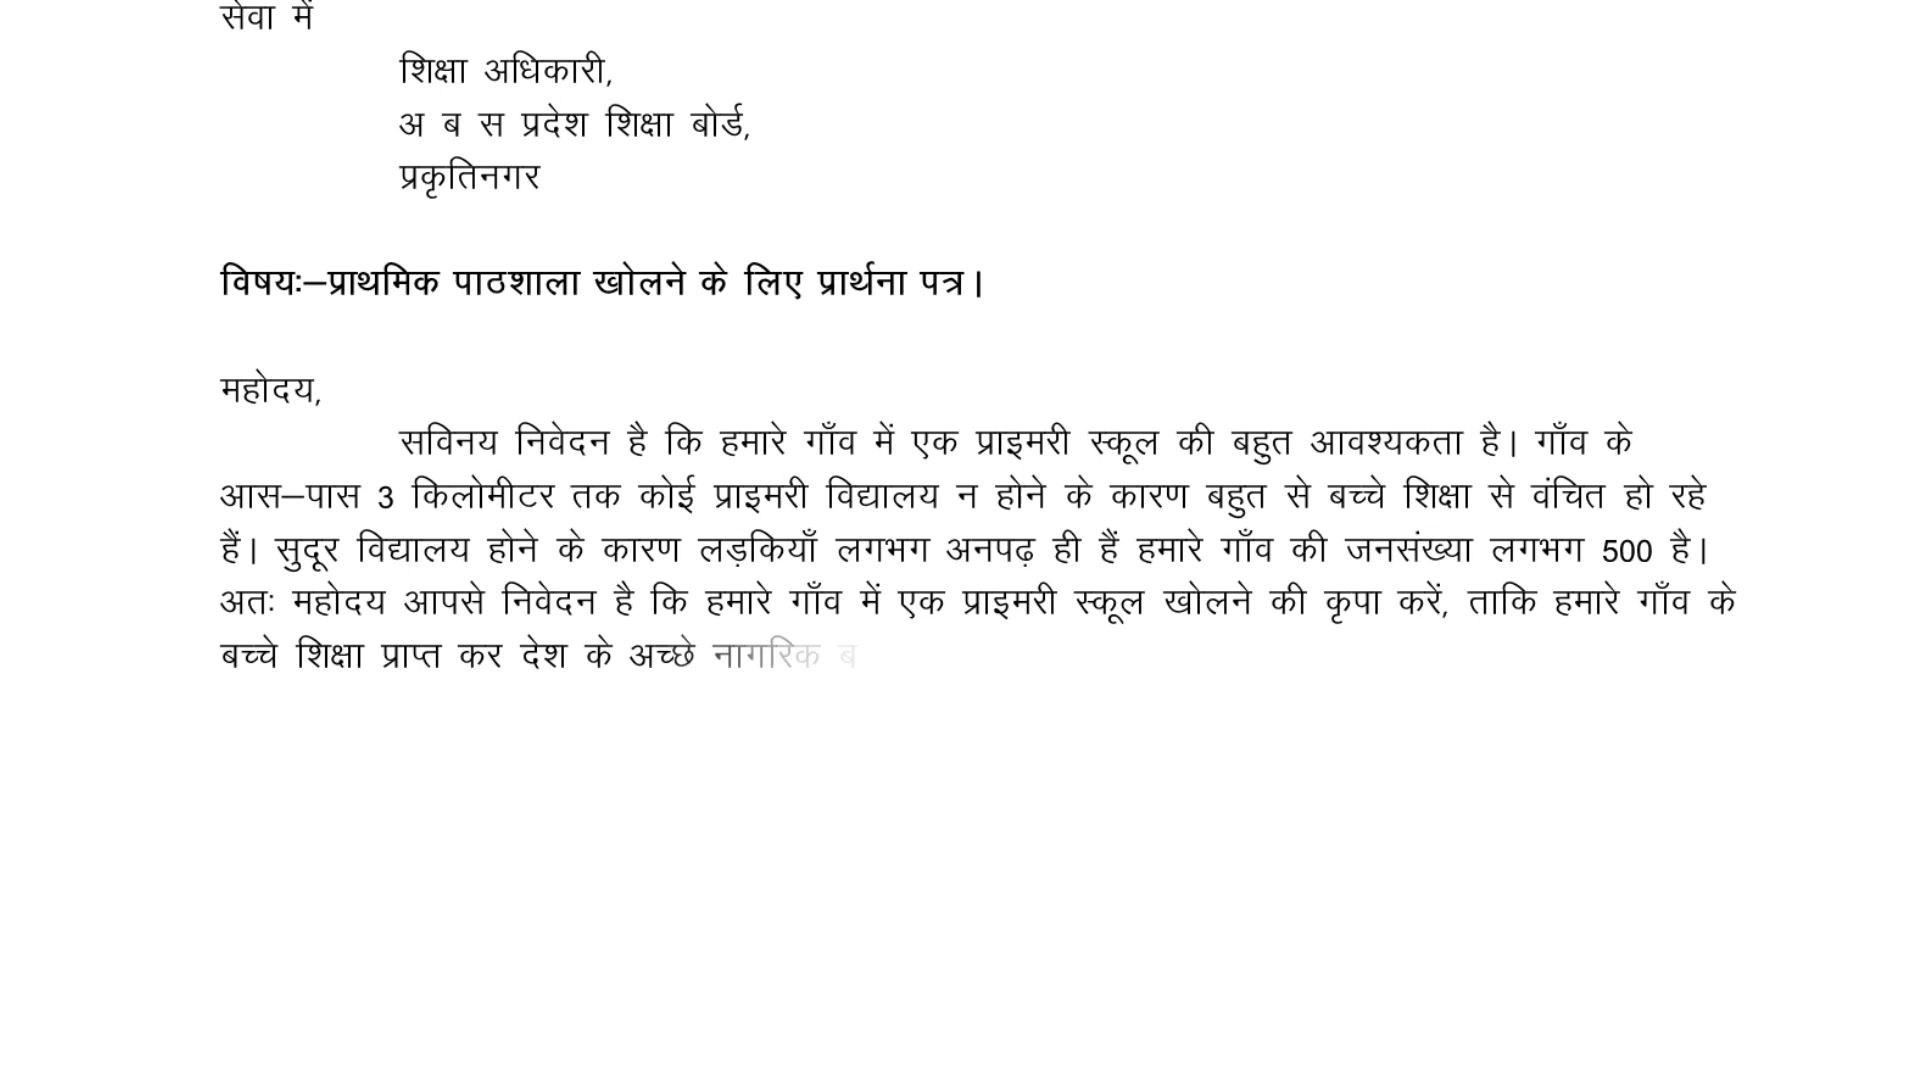 सेवा में
शिक्षा अधिकारी,
अ ब स प्रदेश शिक्षा बोर्ड,
प्रकृतिनगर
विषयः–प्राथमिक पाठशाला खोलने के लिए प्रार्थना पत्र।
महोदय,
सविनय निवेदन है कि हमारे गाँव में एक प्राइमरी स्कूल की बहुत आवश्यकता है। गाँव के
आस–पास 3 किलोमीटर तक कोई प्राइमरी विद्यालय न होने के कारण बहुत से बच्चे शिक्षा से वंचित हो रहे
हैं। सुदूर विद्यालय होने के कारण लड़कियाँ लगभग अनपढ़ ही हैं हमारे गाँव की जनसंख्या लगभग 500 है।
अतः महोदय आपसे निवेदन है कि हमारे गाँव में एक प्राइमरी स्कूल खोलने की कृपा करें, ताकि हमारे गाँव के
बच्चे शिक्षा प्राप्त कर देश के अच्छे नागरिक ब